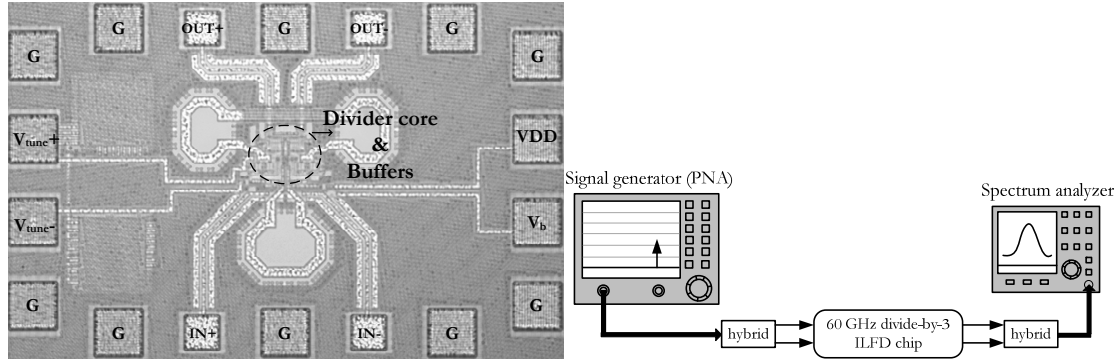 G
OUT+
G
OUT-
G
G
G
Vtune+
Divider core
&
Buffers
VDD
Vtune-
Vb
G
G
IN+
G
IN-
G
G
Signal generator (PNA)
Spectrum analyzer
hybrid
60 GHz divide-by-3
ILFD chip
hybrid